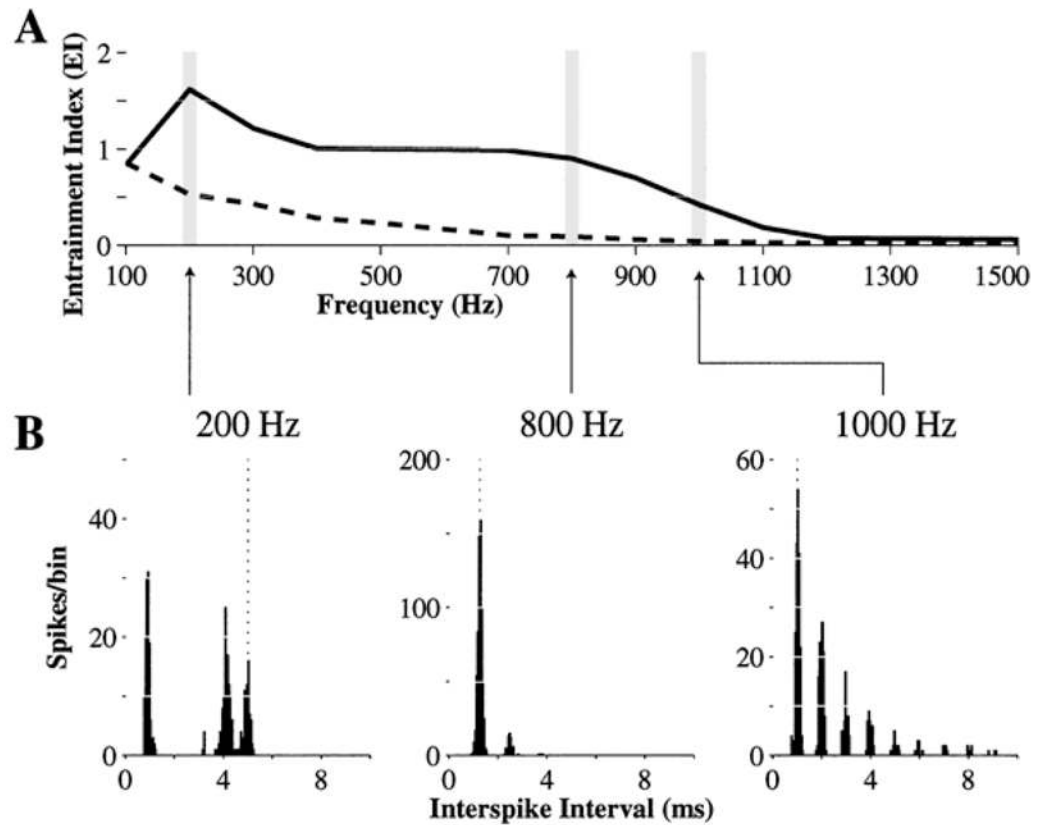 A
Entrainment Index (EI)
2
1
0
100 300 500 700 900 1100 1300 1500
Frequency (Hz)
200 Hz 800 Hz 1000 Hz
B
Spikes/bin
40
20
0
0 4 8
200
100
0
0 4 8
60
40
20
0
0 4 8
Interspike Interval (ms)